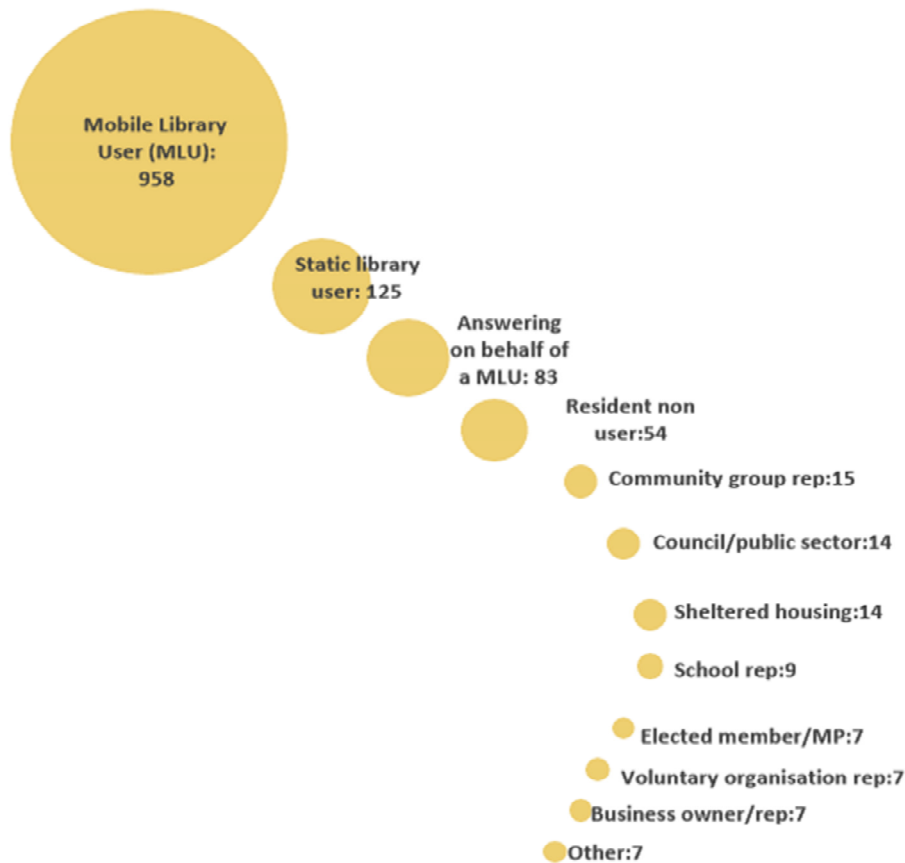 Mobile Library
User (MLU):
958
Static library
user: 125
Answering
on behalf of
a MLU: 83
Resident non
user:54
Community group rep:15
Council/public sector:14
Sheltered housing:14
School rep:9
Elected member/MP:7
Voluntary organisation rep:7
Business owner/rep:7
Other:7